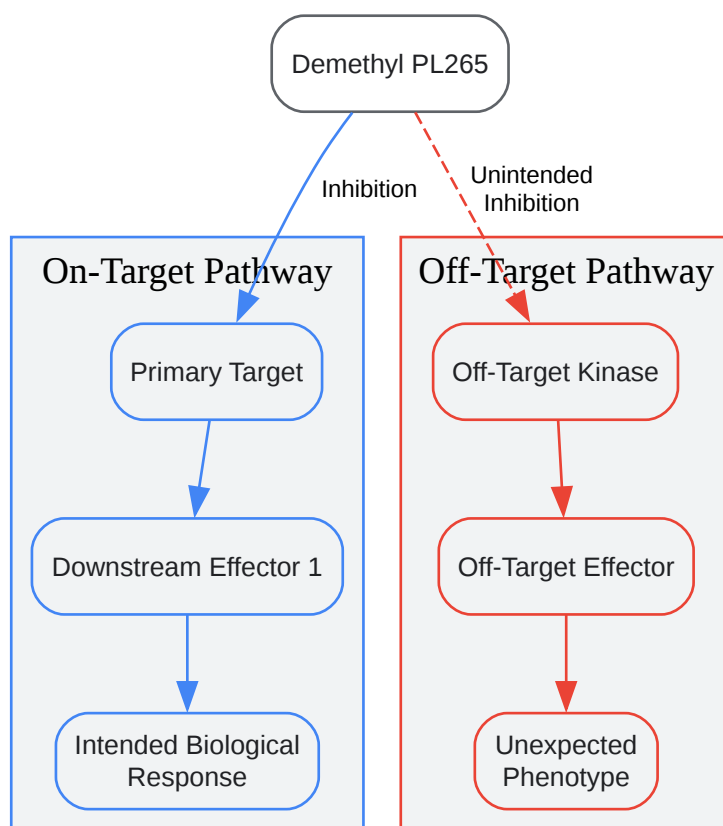 Demethyl PL265
Inhibition
Unintended
Inhibition
On-Target Pathway
Primary Target
Downstream Effector 1
Intended Biological
Response
Off-Target Pathway
Off-Target Kinase
Off-Target Effector
Unexpected
Phenotype